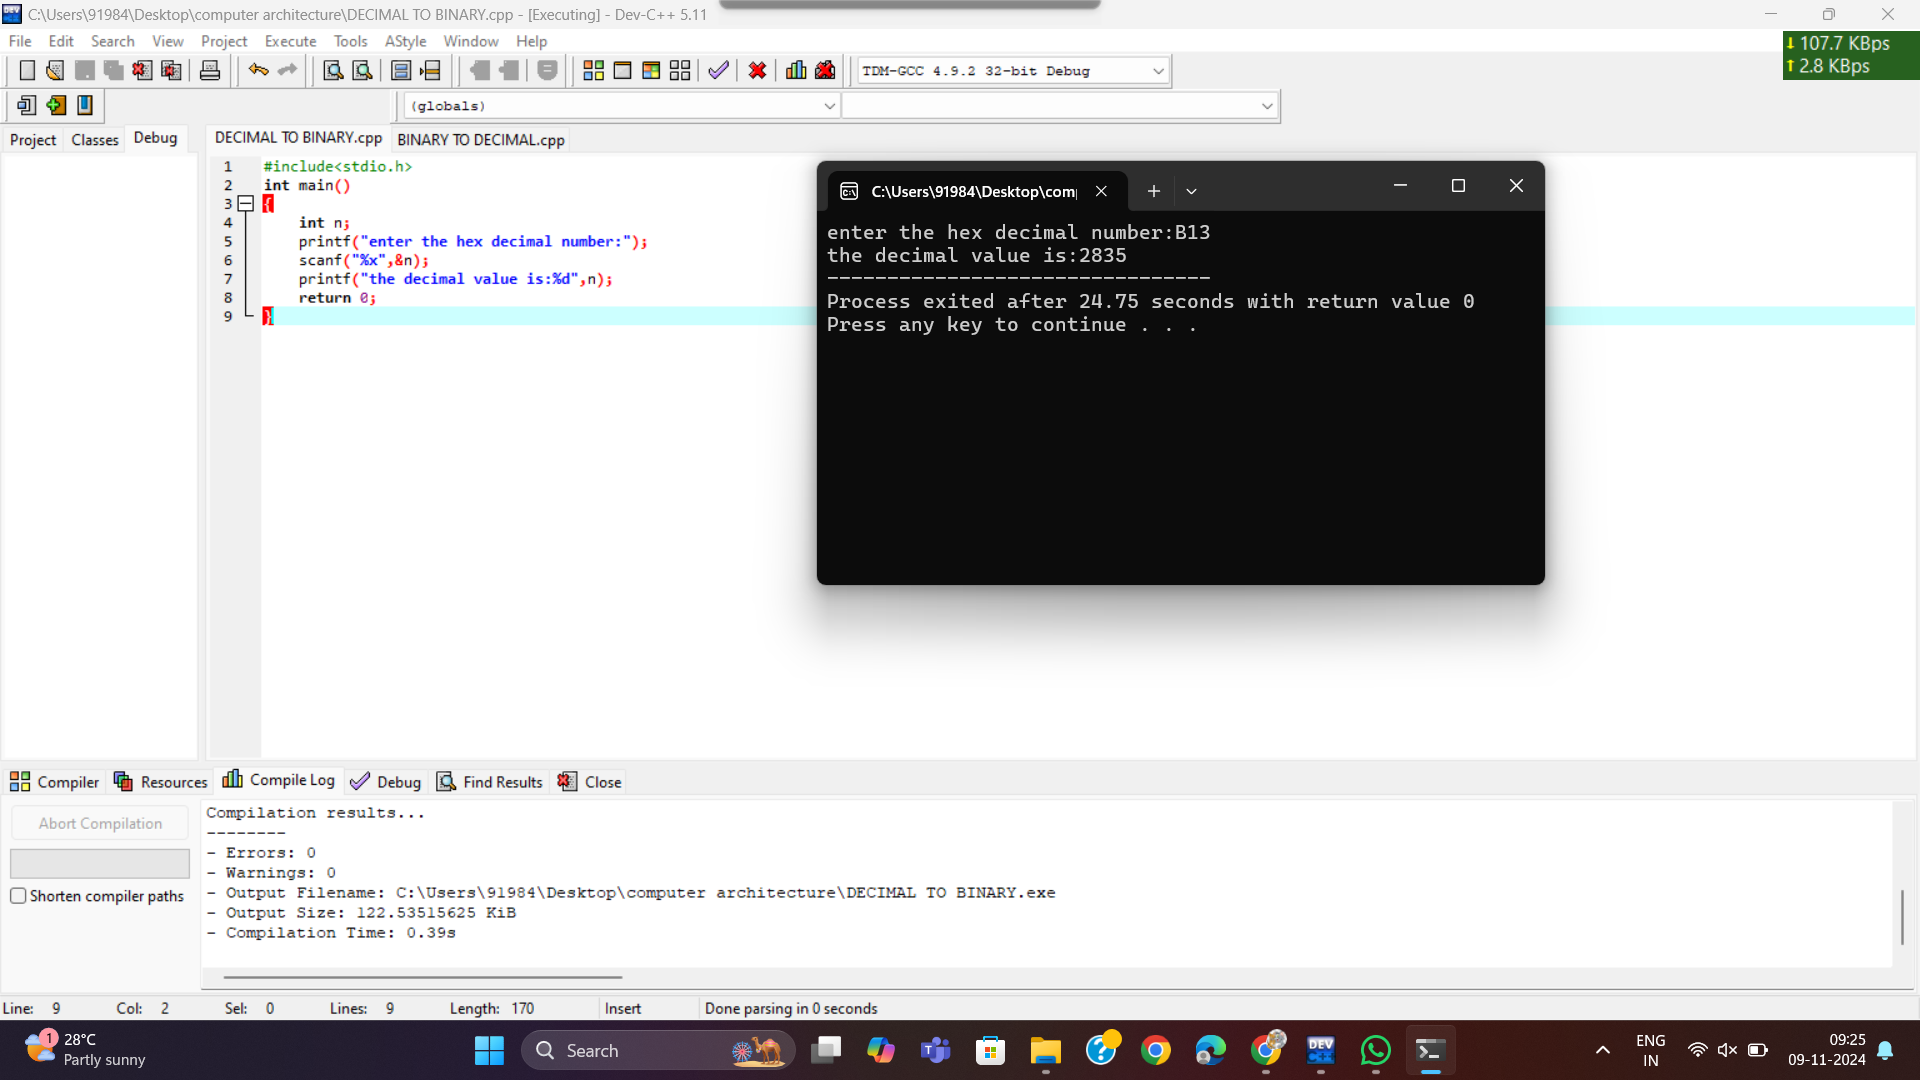 C:\Users\91984\Desktop\computer architecture\DECIMAL TO BINARY.cpp - [Executing] - Dev-C++ 5.11
File Edit Search View Project Execute Tools AStyle Window Help
107.7 KBps
2.8 KBps
TDM-GCC 4.9.2 32-bit Debug
(globals)
Project Classes Debug
DECIMAL TO BINARY.cpp BINARY TO DECIMAL.cpp
1 #include<stdio.h>
2 int main()
3 {
4 int n;
5 printf("enter the hex decimal number:");
6 scanf("%x",&n);
7 printf("the decimal value is:%d",n);
8 return 0;
9 }
C:\Users\91984\Desktop\com
enter the hex decimal number:B13
the decimal value is:2835
--------------------------------
Process exited after 24.75 seconds with return value 0
Press any key to continue . . .
Compiler Resources Compile Log Debug Find Results Close
Abort Compilation
Shorten compiler paths
Compilation results...
--------
- Errors: 0
- Warnings: 0
- Output Filename: C:\Users\91984\Desktop\computer architecture\DECIMAL TO BINARY.exe
- Output Size: 122.53515625 KiB
- Compilation Time: 0.39s
Line: 9 Col: 2 Sel: 0 Lines: 9 Length: 170 Insert Done parsing in 0 seconds
1
28°C
Partly sunny
Search
DEV
ENG
IN
09:25
09-11-2024